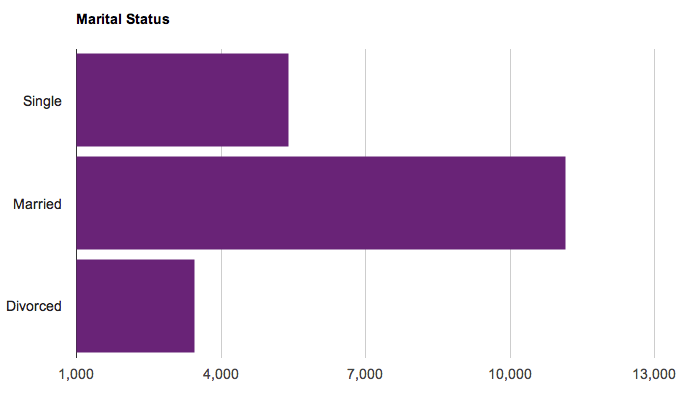 Marital Status
Single
Married
Divorced
1,000 4,000 7,000 10,000 13,000